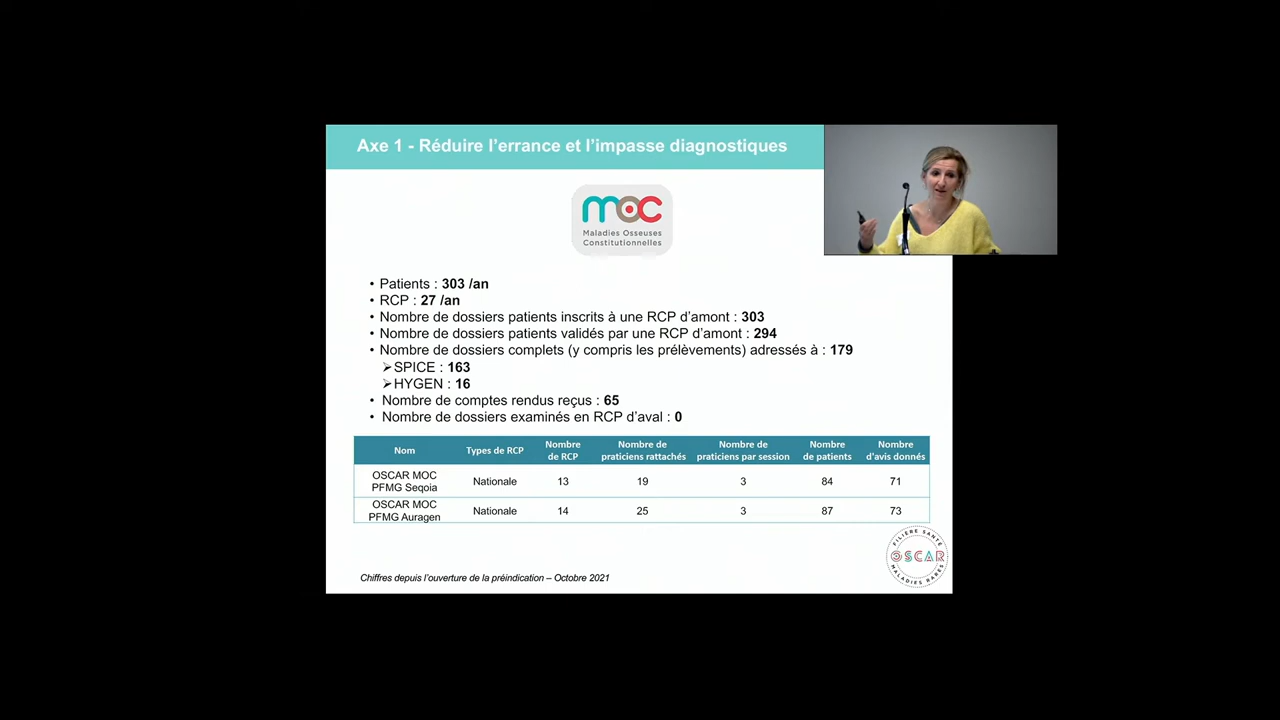 Axe 1 - Réduire l'errance et l'impasse diagnostiques
moc
Maladies Osseuses
Constitutionnelles
• Patients : 303 /an
• RCP : 27 /an
• Nombre de dossiers patients inscrits à une RCP d'amont : 303
• Nombre de dossiers patients validés par une RCP d'amont : 294
• Nombre de dossiers complets (y compris les prélèvements) adressés à : 179
➢SPICE : 163
➢HYGEN : 16
• Nombre de comptes rendus reçus : 65
• Nombre de dossiers examinés en RCP d'aval : 0
Nom Types de RCP Nombre de RCP Nombre de praticiens rattachés Nombre de praticiens par session Nombre de patients Nombre d'avis donnés
OSCAR MOC PFMG Seqoia Nationale 13 19 3 84 71
OSCAR MOC PFMG Auragen Nationale 14 25 3 87 73
FILIÈRE SANTÉ
OSCAR
MALADIES RARES
Chiffres depuis l'ouverture de la préindication – Octobre 2021